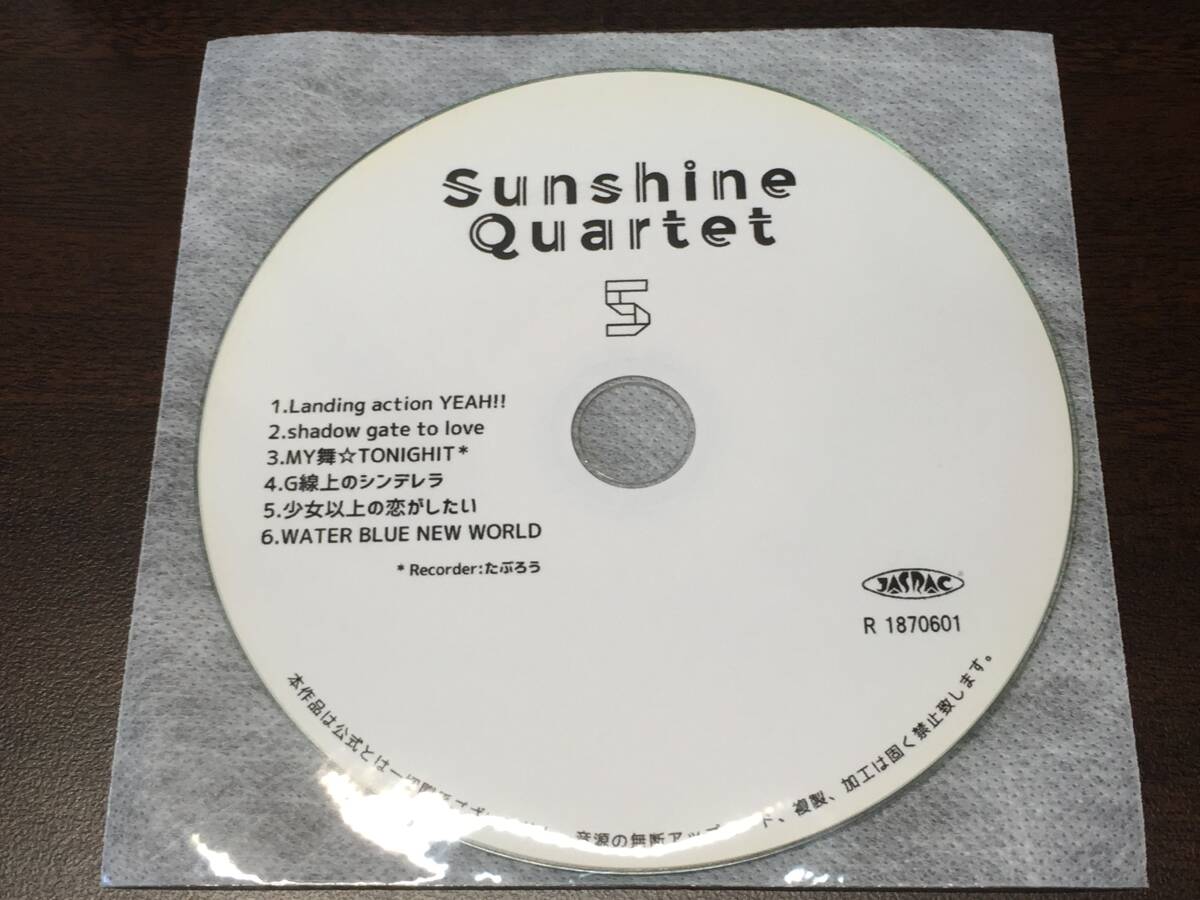 Sunshine
Quartet
5
1.Landing action YEAH!!
2.shadow gate to love
3.MY舞☆TONIGHIT*
4.G線上のシンデレラ
5.少女以上の恋がしたい
6.WATER BLUE NEW WORLD
* Recorder:たぶろう
JASRAC
R 1870601
本作品は公式とは一切 音源の無断アップ ド、複製、加工は固く禁止致します。